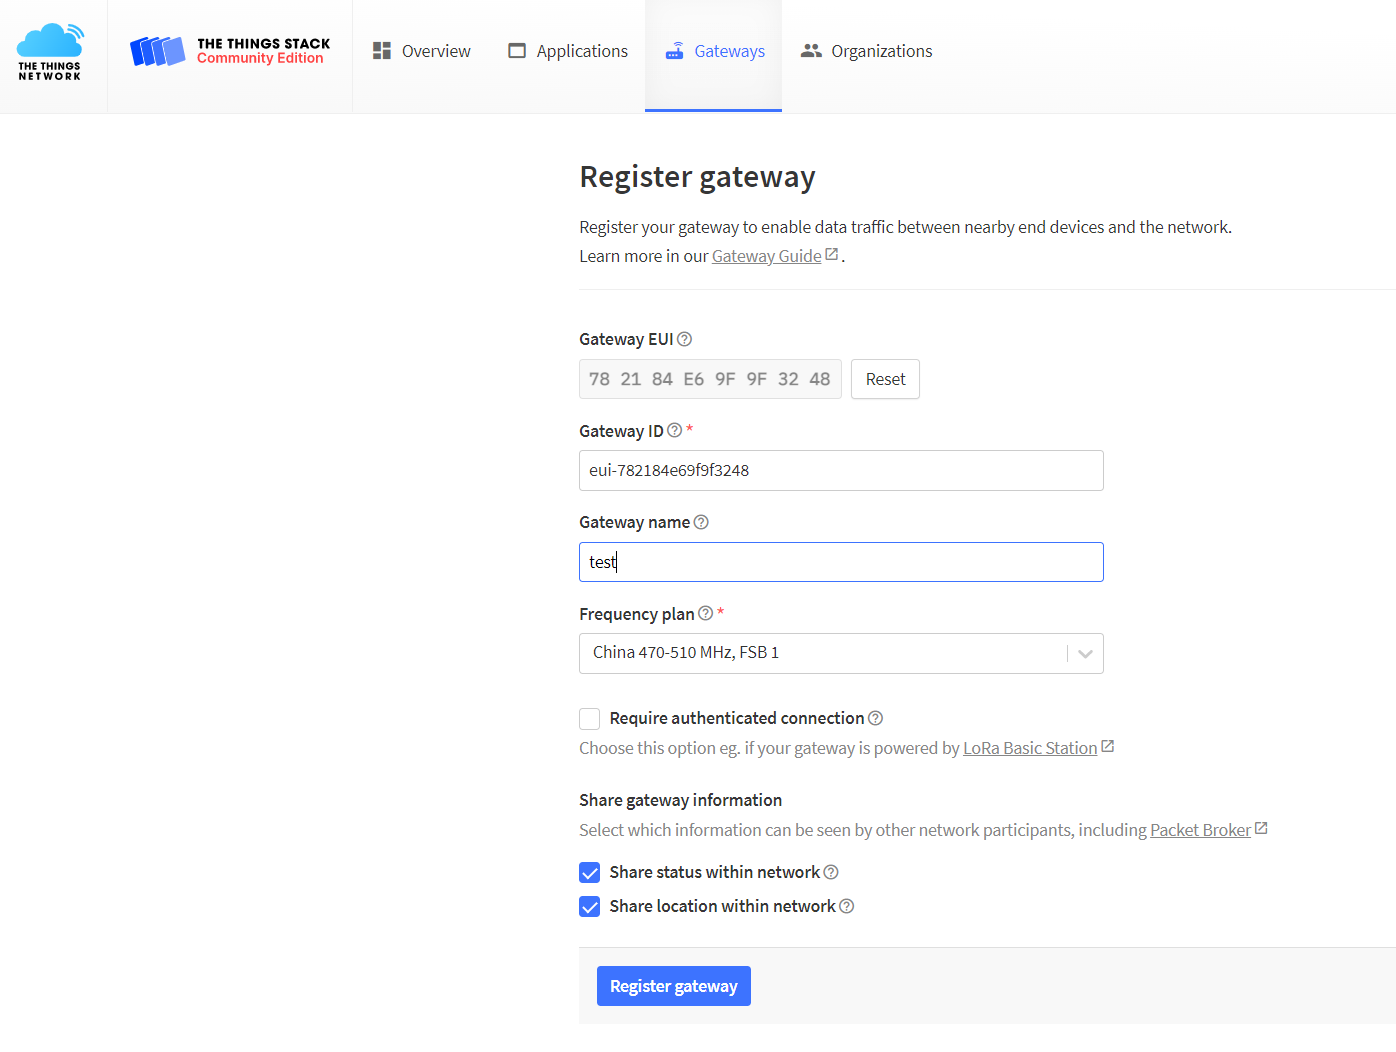 THE THINGS
NETWORK
THE THINGS STACK
Community Edition
Overview
Applications
Gateways
Organizations
Register gateway
Register your gateway to enable data traffic between nearby end devices and the network.
Learn more in our Gateway Guide .
Gateway EUI
78 21 84 E6 9F 9F 32 48
Reset
Gateway ID *
eui-782184e69f9f3248
Gateway name
test
Frequency plan *
China 470-510 MHz, FSB 1
Require authenticated connection
Choose this option eg. if your gateway is powered by LoRa Basic Station
Share gateway information
Select which information can be seen by other network participants, including Packet Broker
Share status within network
Share location within network
Register gateway